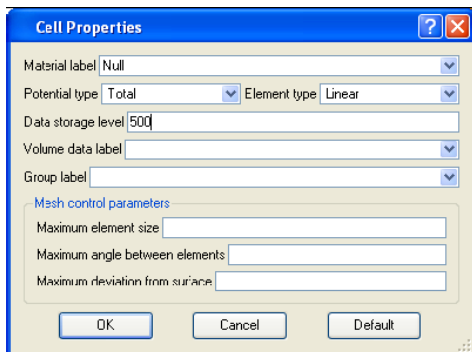 Cell Properties
Material label Null
Potential type Total Element type Linear
Data storage level 500
Volume data label
Group label
Mesh control parameters
Maximum element size
Maximum angle between elements
Maximum deviation from surface
OK Cancel Default